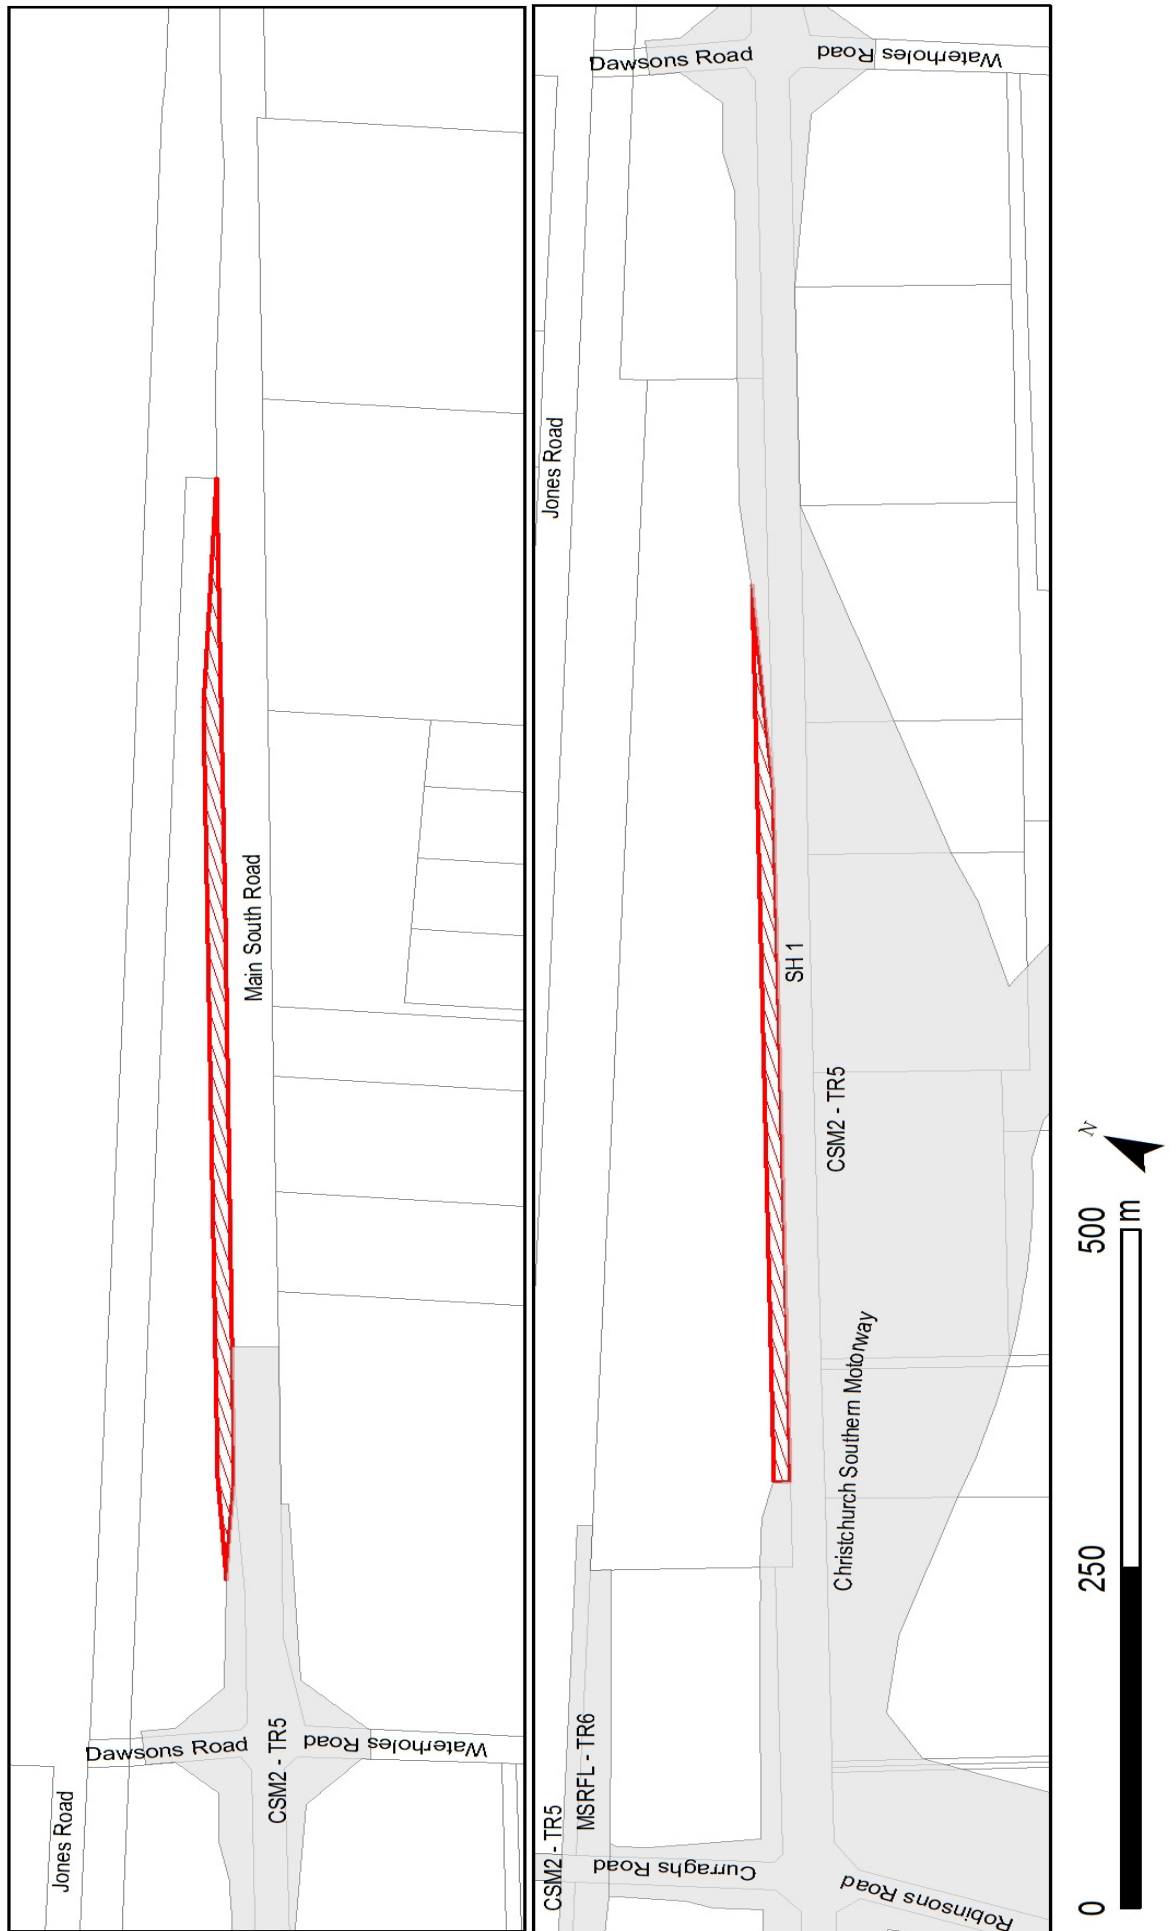 Main South Road
Dawsons Road
Waterholes Road
CSM2 - TR5
Jones Road
Dawsons Road
Waterholes Road
Jones Road
SH 1
CSM2 - TR5
Christchurch Southern Motorway
MSRFL - TR6
CSM2 - TR5
Curraghs Road
Robinsons Road
N
0
250
500
m